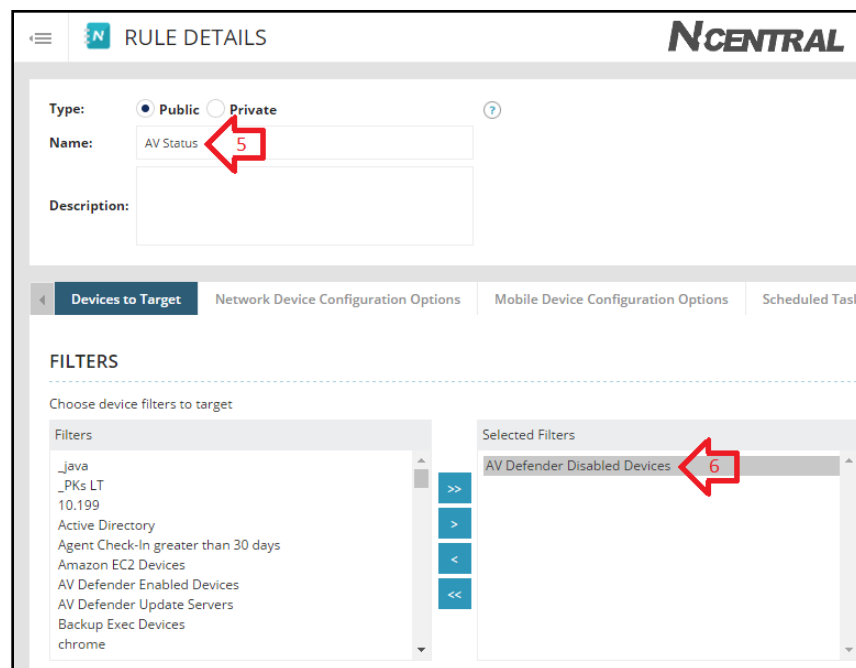 RULE DETAILS
NCENTRAL
Type: Public Private ?
Name: AV Status 5
Description:
Devices to Target Network Device Configuration Options Mobile Device Configuration Options Scheduled Task
FILTERS
Choose device filters to target
Filters
Selected Filters
_java
_PKs LT
10.199
Active Directory
Agent Check-In greater than 30 days
Amazon EC2 Devices
AV Defender Enabled Devices
AV Defender Update Servers
Backup Exec Devices
chrome
>>
>
<
<<
AV Defender Disabled Devices 6